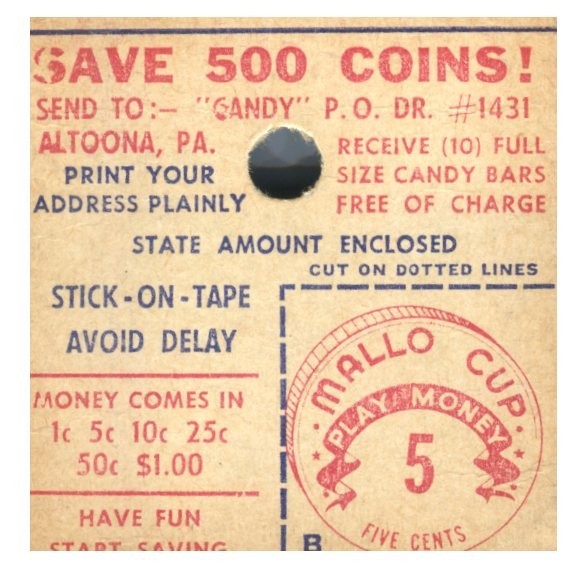 SAVE 500 COINS!
SEND TO:— "CANDY" P.O. DR. #1431
ALTOONA, PA.
RECEIVE (10) FULL
SIZE CANDY BARS
FREE OF CHARGE
PRINT YOUR
ADDRESS PLAINLY
STATE AMOUNT ENCLOSED
CUT ON DOTTED LINES
STICK-ON-TAPE
AVOID DELAY
MONEY COMES IN
1c 5c 10c 25c
50c $1.00
HAVE FUN
START SAVING
• MALLO CUP •
PLAY MONEY
5
FIVE CENTS
B